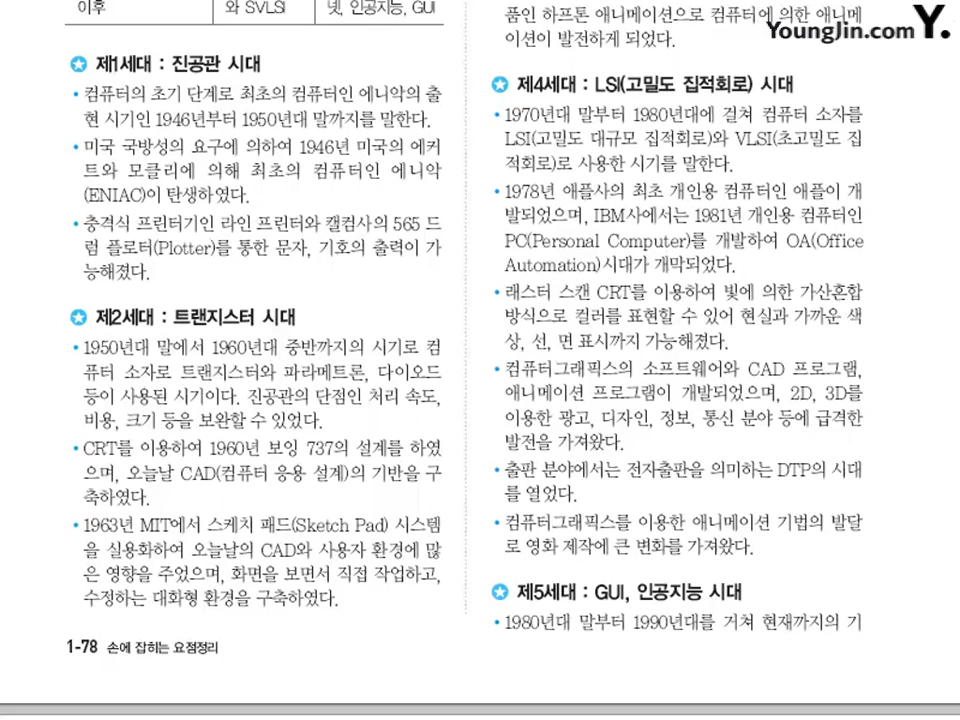 이후 와 SVLSI 넷, 인공지능, GUI
제1세대 : 진공관 시대
• 컴퓨터의 초기 단계로 최초의 컴퓨터인 에니악의 출
현 시기인 1946년부터 1950년대 말까지를 말한다.
• 미국 국방성의 요구에 의하여 1946년 미국의 에커
트와 모클리에 의해 최초의 컴퓨터인 에니악
(ENIAC)이 탄생하였다.
• 충격식 프린터기인 라인 프린터와 캘컴사의 565 드
럼 플로터(Plotter)를 통한 문자, 기호의 출력이 가
능해졌다.
제2세대 : 트랜지스터 시대
• 1950년대 말에서 1960년대 중반까지의 시기로 컴
퓨터 소자로 트랜지스터와 파라메트론, 다이오드
등이 사용된 시기이다. 진공관의 단점인 처리 속도,
비용, 크기 등을 보완할 수 있었다.
• CRT를 이용하여 1960년 보잉 737의 설계를 하였
으며, 오늘날 CAD(컴퓨터 응용 설계)의 기반을 구
축하였다.
• 1963년 MIT에서 스케치 패드(Sketch Pad) 시스템
을 실용화하여 오늘날의 CAD와 사용자 환경에 많
은 영향을 주었으며, 화면을 보면서 직접 작업하고,
수정하는 대화형 환경을 구축하였다.
1-78 손에 잡히는 요점정리
품인 하프톤 애니메이션으로 컴퓨터에 의한 애니메
이션이 발전하게 되었다.
YoungJin.com Y.
제4세대 : LSI(고밀도 집적회로) 시대
• 1970년대 말부터 1980년대에 걸쳐 컴퓨터 소자를
LSI(고밀도 대규모 집적회로)와 VLSI(초고밀도 집
적회로)로 사용한 시기를 말한다.
• 1978년 애플사의 최초 개인용 컴퓨터인 애플이 개
발되었으며, IBM사에서는 1981년 개인용 컴퓨터인
PC(Personal Computer)를 개발하여 OA(Office
Automation)시대가 개막되었다.
• 래스터 스캔 CRT를 이용하여 빛에 의한 가산혼합
방식으로 컬러를 표현할 수 있어 현실과 가까운 색
상, 선, 면 표시까지 가능해졌다.
• 컴퓨터그래픽스의 소프트웨어와 CAD 프로그램,
애니메이션 프로그램이 개발되었으며, 2D, 3D를
이용한 광고, 디자인, 정보, 통신 분야 등에 급격한
발전을 가져왔다.
• 출판 분야에서는 전자출판을 의미하는 DTP의 시대
를 열었다.
• 컴퓨터그래픽스를 이용한 애니메이션 기법의 발달
로 영화 제작에 큰 변화를 가져왔다.
제5세대 : GUI, 인공지능 시대
• 1980년대 말부터 1990년대를 거쳐 현재까지의 기